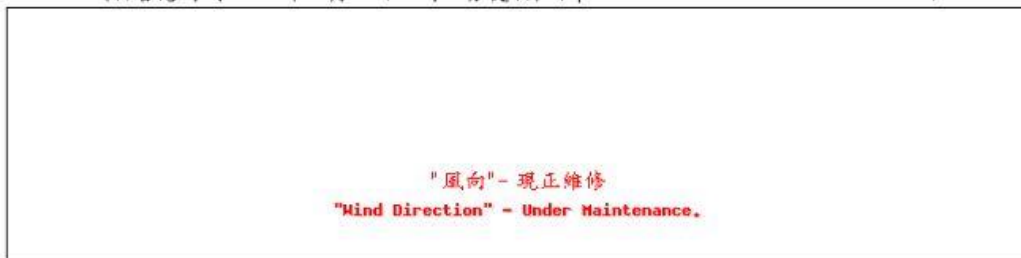 "風向"- 現正維修
"Wind Direction" - Under Maintenance.